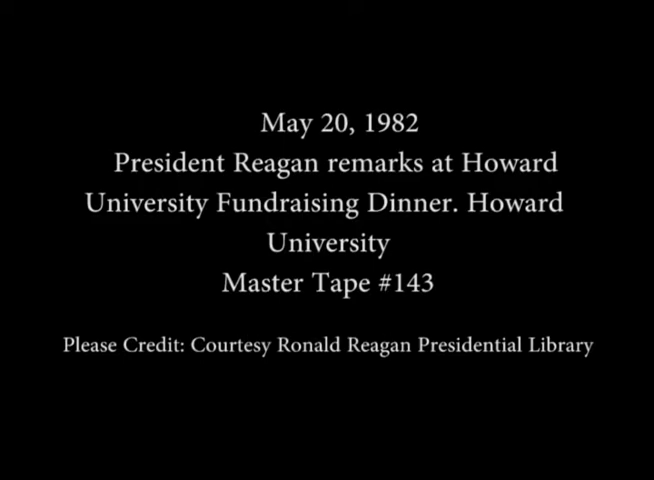 May 20, 1982
President Reagan remarks at Howard
University Fundraising Dinner. Howard
University
Master Tape #143
Please Credit: Courtesy Ronald Reagan Presidential Library